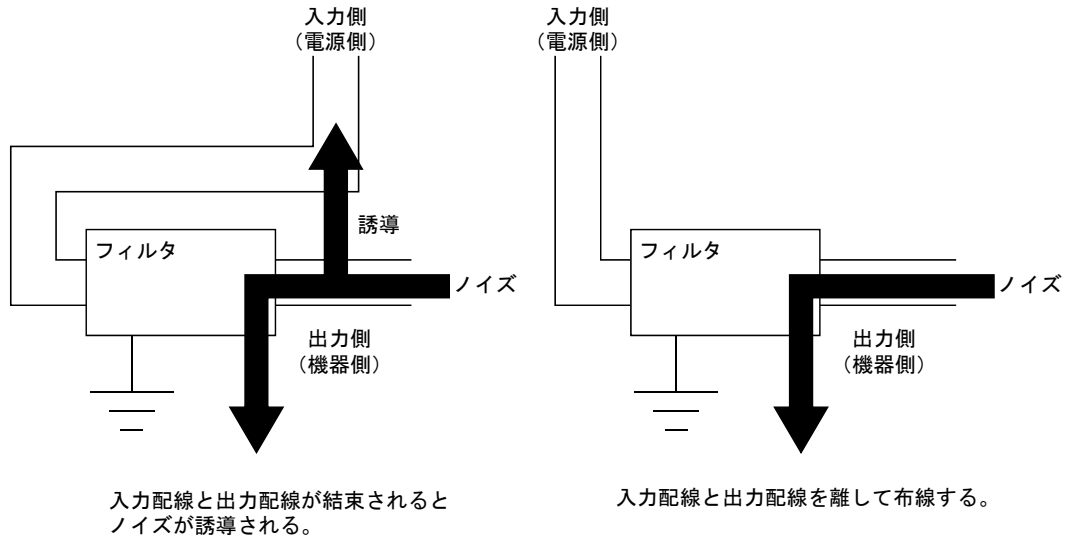 入力側
（電源側）
誘導
フィルタ
ノイズ
出力側
（機器側）
入力配線と出力配線が結束されると
ノイズが誘導される。
入力側
（電源側）
フィルタ
ノイズ
出力側
（機器側）
入力配線と出力配線を離して布線する。